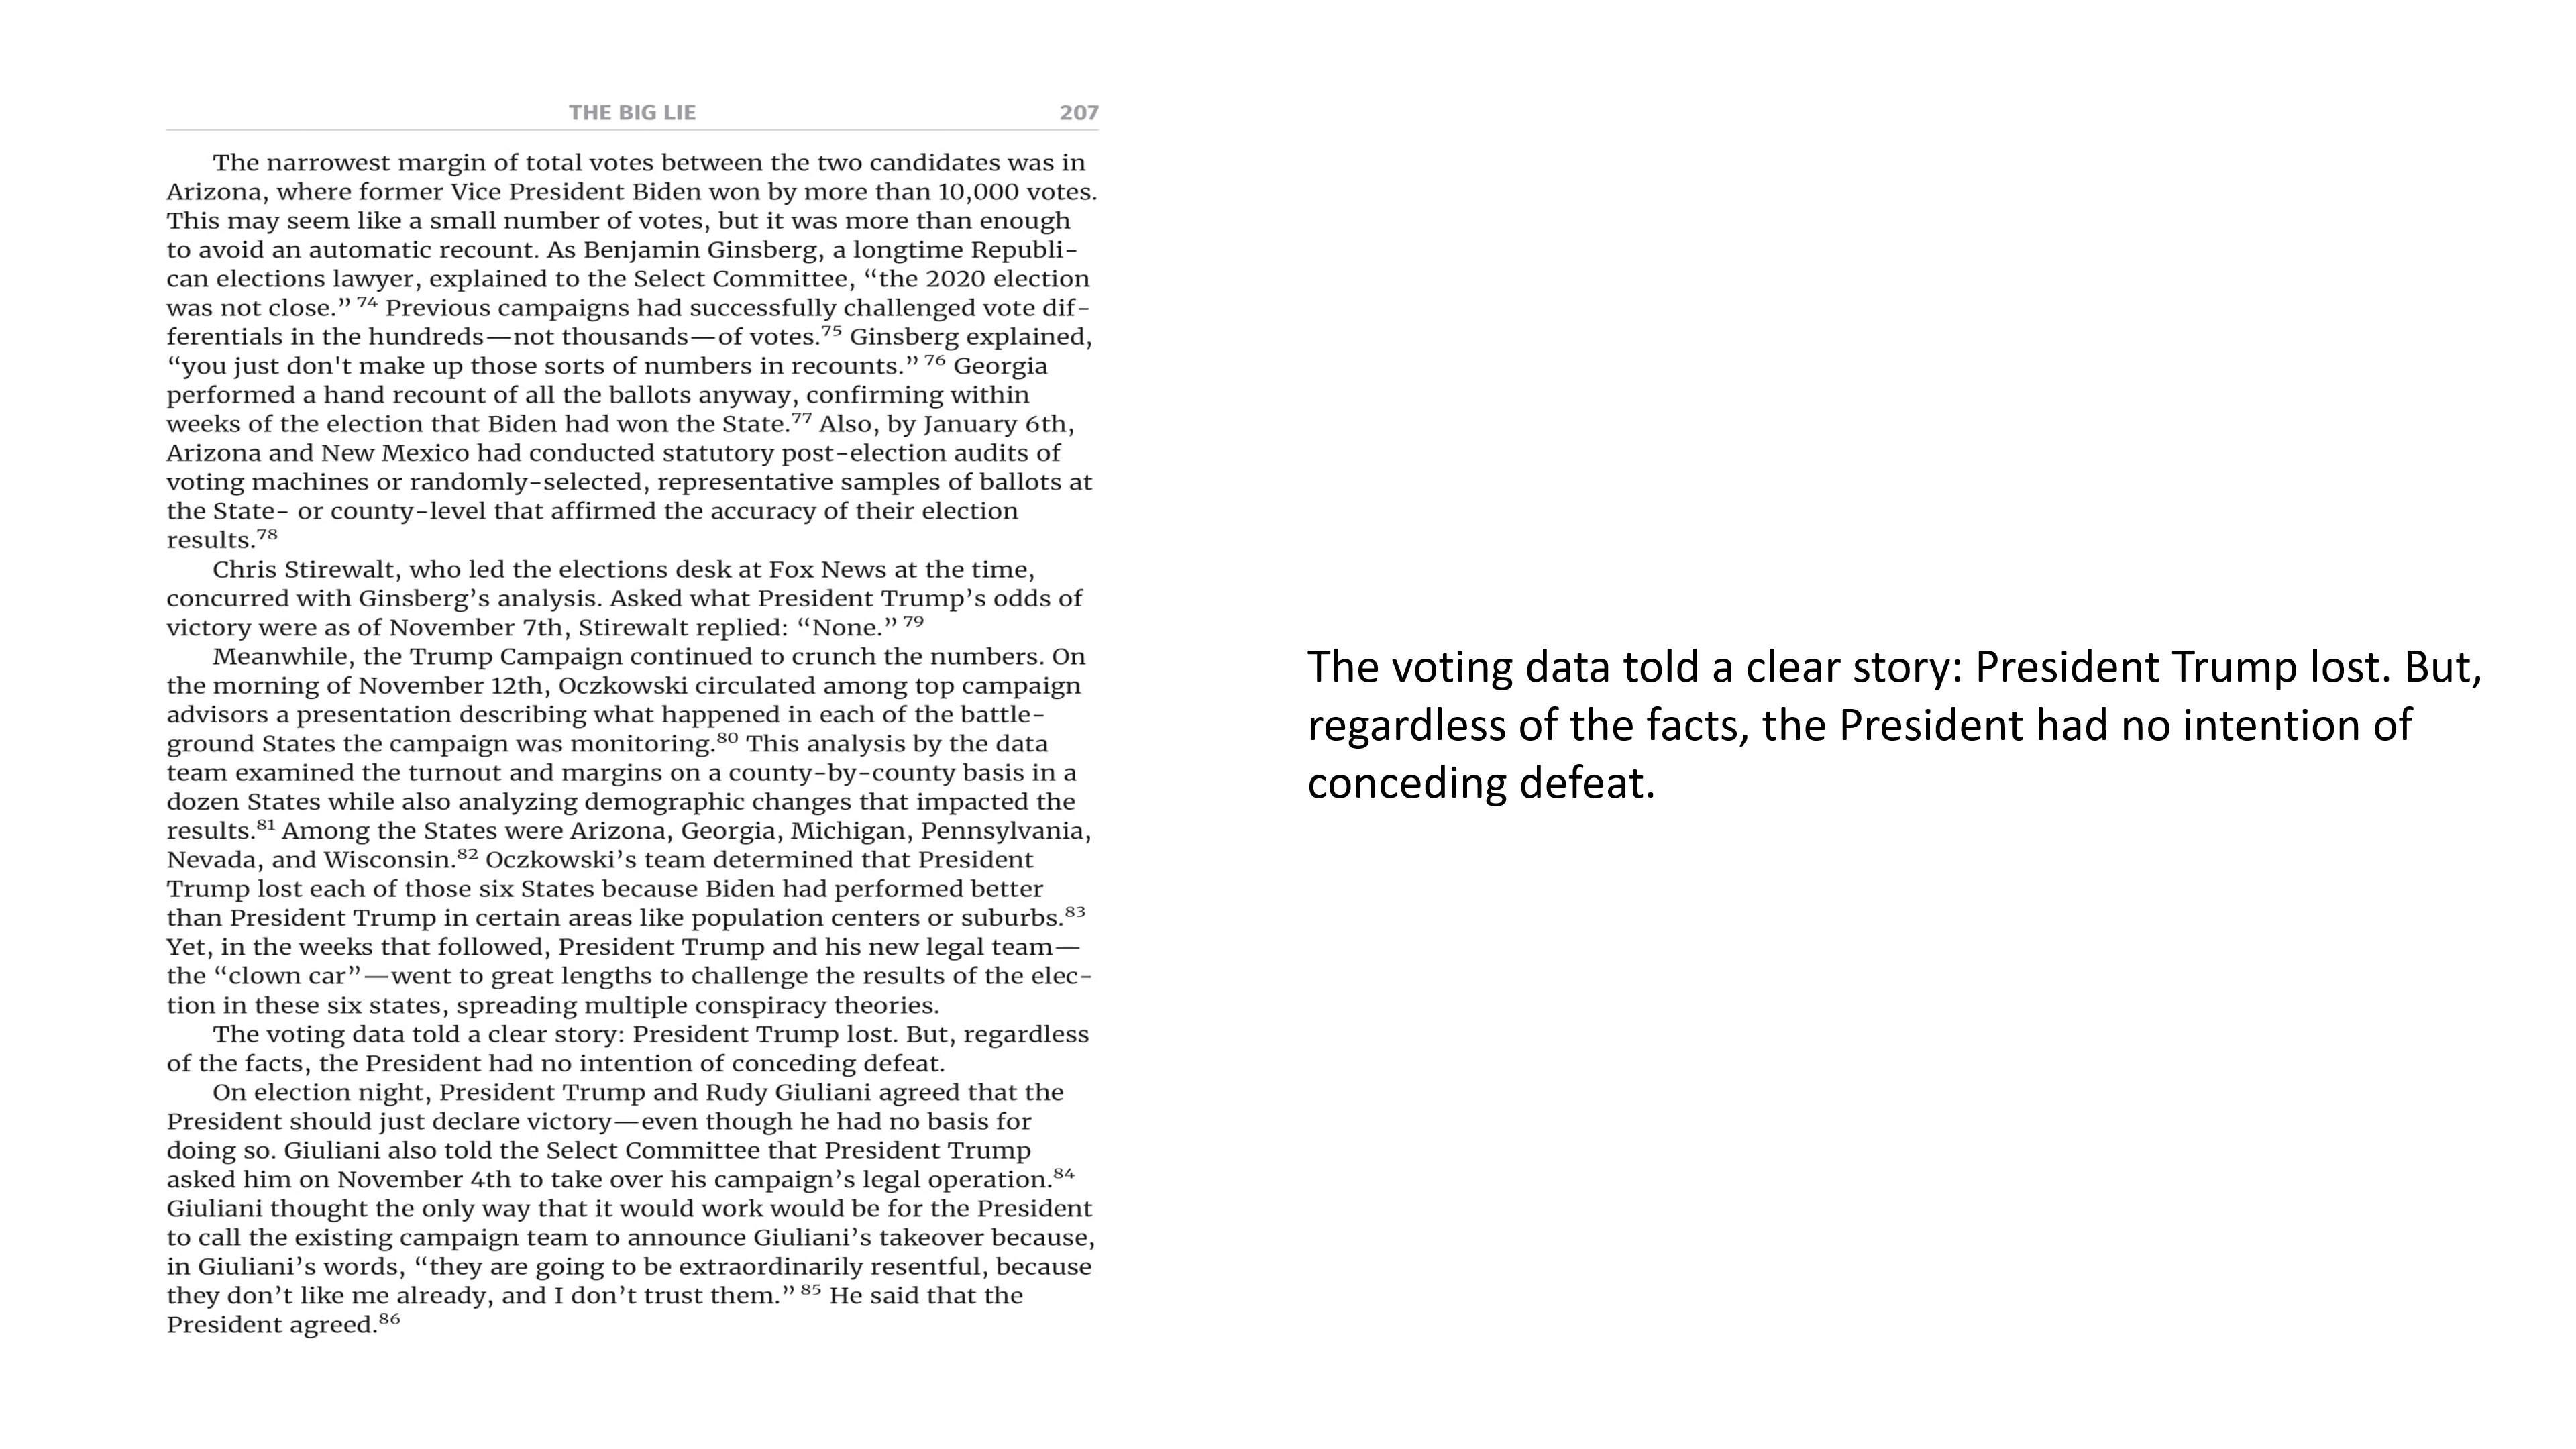 THE BIG LIE 207
The narrowest margin of total votes between the two candidates was in
Arizona, where former Vice President Biden won by more than 10,000 votes.
This may seem like a small number of votes, but it was more than enough
to avoid an automatic recount. As Benjamin Ginsberg, a longtime Republi-
can elections lawyer, explained to the Select Committee, “the 2020 election
was not close.” 74 Previous campaigns had successfully challenged vote dif-
ferentials in the hundreds—not thousands—of votes.75 Ginsberg explained,
“you just don't make up those sorts of numbers in recounts.” 76 Georgia
performed a hand recount of all the ballots anyway, confirming within
weeks of the election that Biden had won the State.77 Also, by January 6th,
Arizona and New Mexico had conducted statutory post-election audits of
voting machines or randomly-selected, representative samples of ballots at
the State- or county-level that affirmed the accuracy of their election
results.78
Chris Stirewalt, who led the elections desk at Fox News at the time,
concurred with Ginsberg’s analysis. Asked what President Trump’s odds of
victory were as of November 7th, Stirewalt replied: “None.” 79
Meanwhile, the Trump Campaign continued to crunch the numbers. On
the morning of November 12th, Oczkowski circulated among top campaign
advisors a presentation describing what happened in each of the battle-
ground States the campaign was monitoring.80 This analysis by the data
team examined the turnout and margins on a county-by-county basis in a
dozen States while also analyzing demographic changes that impacted the
results.81 Among the States were Arizona, Georgia, Michigan, Pennsylvania,
Nevada, and Wisconsin.82 Oczkowski’s team determined that President
Trump lost each of those six States because Biden had performed better
than President Trump in certain areas like population centers or suburbs.83
Yet, in the weeks that followed, President Trump and his new legal team—
the “clown car”—went to great lengths to challenge the results of the elec-
tion in these six states, spreading multiple conspiracy theories.
The voting data told a clear story: President Trump lost. But, regardless
of the facts, the President had no intention of conceding defeat.
On election night, President Trump and Rudy Giuliani agreed that the
President should just declare victory—even though he had no basis for
doing so. Giuliani also told the Select Committee that President Trump
asked him on November 4th to take over his campaign’s legal operation.84
Giuliani thought the only way that it would work would be for the President
to call the existing campaign team to announce Giuliani’s takeover because,
in Giuliani’s words, “they are going to be extraordinarily resentful, because
they don’t like me already, and I don’t trust them.” 85 He said that the
President agreed.86
The voting data told a clear story: President Trump lost. But,
regardless of the facts, the President had no intention of
conceding defeat.